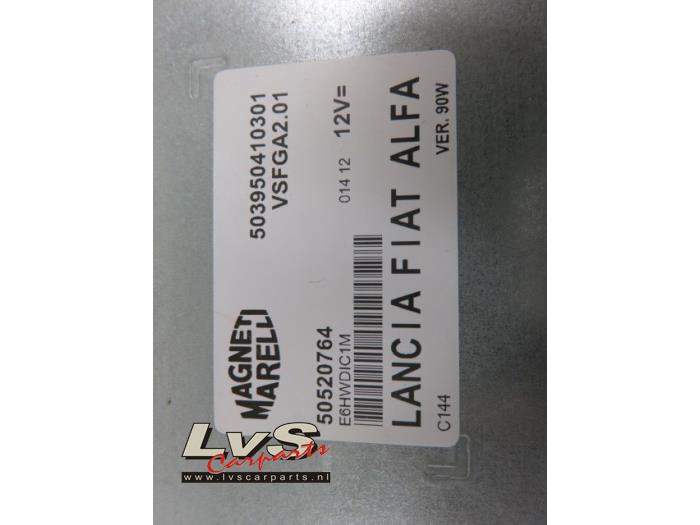 MAGNETI
MARELLI
503950410301
VSFGA2.01
50520764
E6HWDIC1M
014 12
12V=
LANCIA FIAT ALFA
C144
VER. 90W
LvS
Carparts
www.lvscarparts.nl